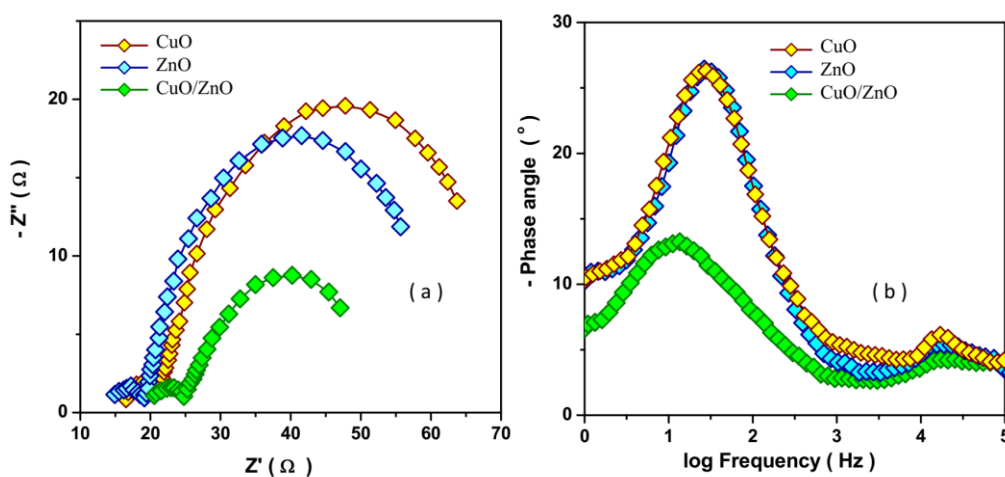 - Z'' ( Ω )
30
20
10
0
CuO
ZnO
CuO/ZnO
( a )
10 20 30 40 50 60 70
Z' ( Ω )
- Phase angle ( ° )
30
20
10
0
CuO
ZnO
CuO/ZnO
( b )
0 1 2 3 4 5
log Frequency ( Hz )